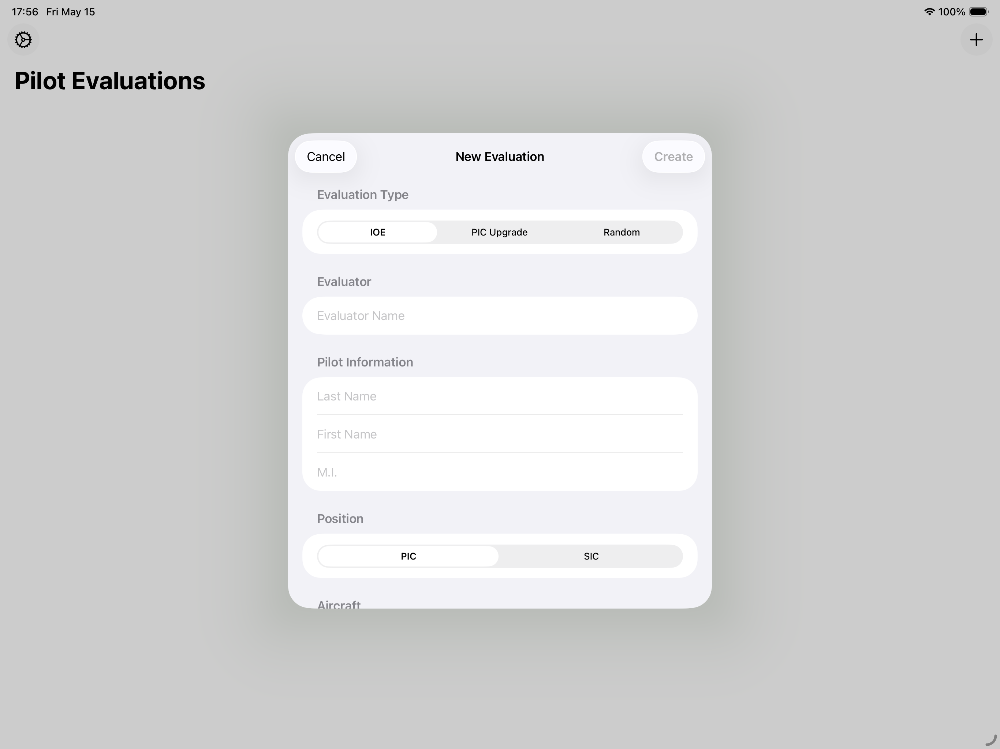 17:56 Fri May 15
100%
Pilot Evaluations
Cancel
New Evaluation
Create
Evaluation Type
IOE
PIC Upgrade
Random
Evaluator
Evaluator Name
Pilot Information
Last Name
First Name
M.I.
Position
PIC
SIC
Aircraft